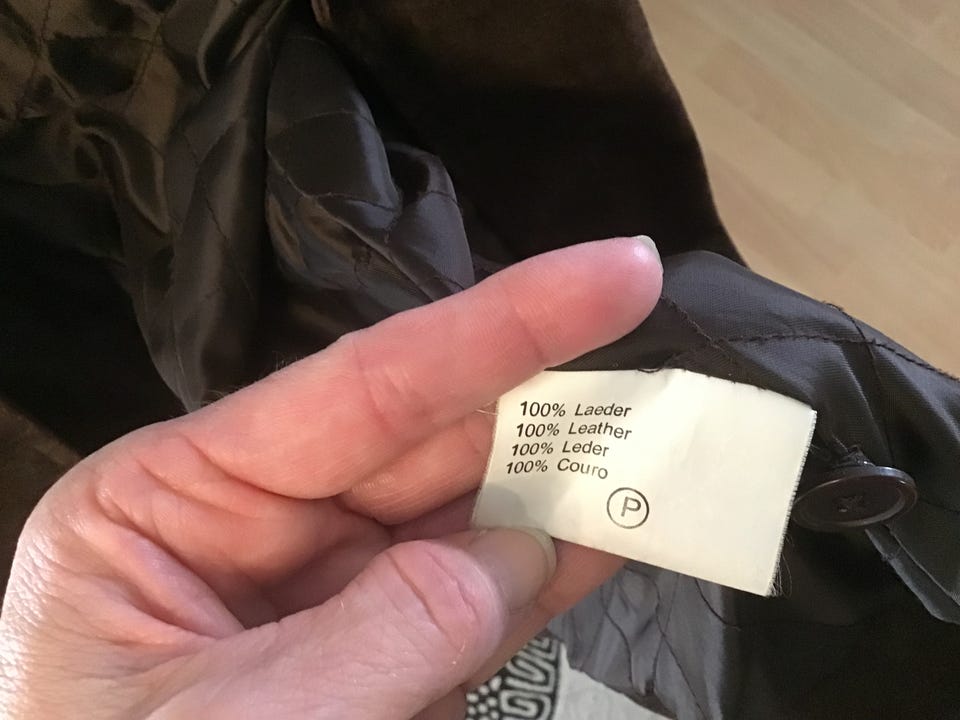 100% Laeder
100% Leather
100% Leder
100% Couro
P